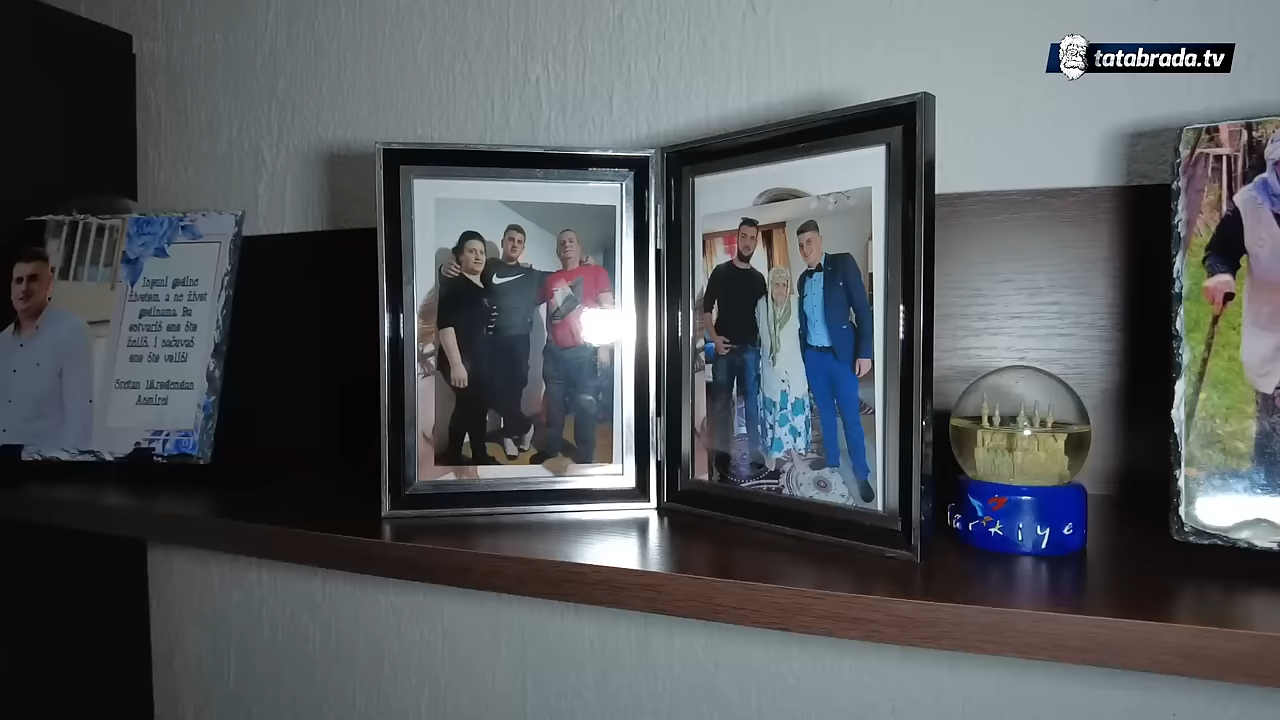 tatabrada.tv
Ispuni godine
životom, a ne život
godinama. Da
ostvariš ono što
želiš, i sačuvaš
ono što voliš!
Sretan 18.rođendan
Türkiye